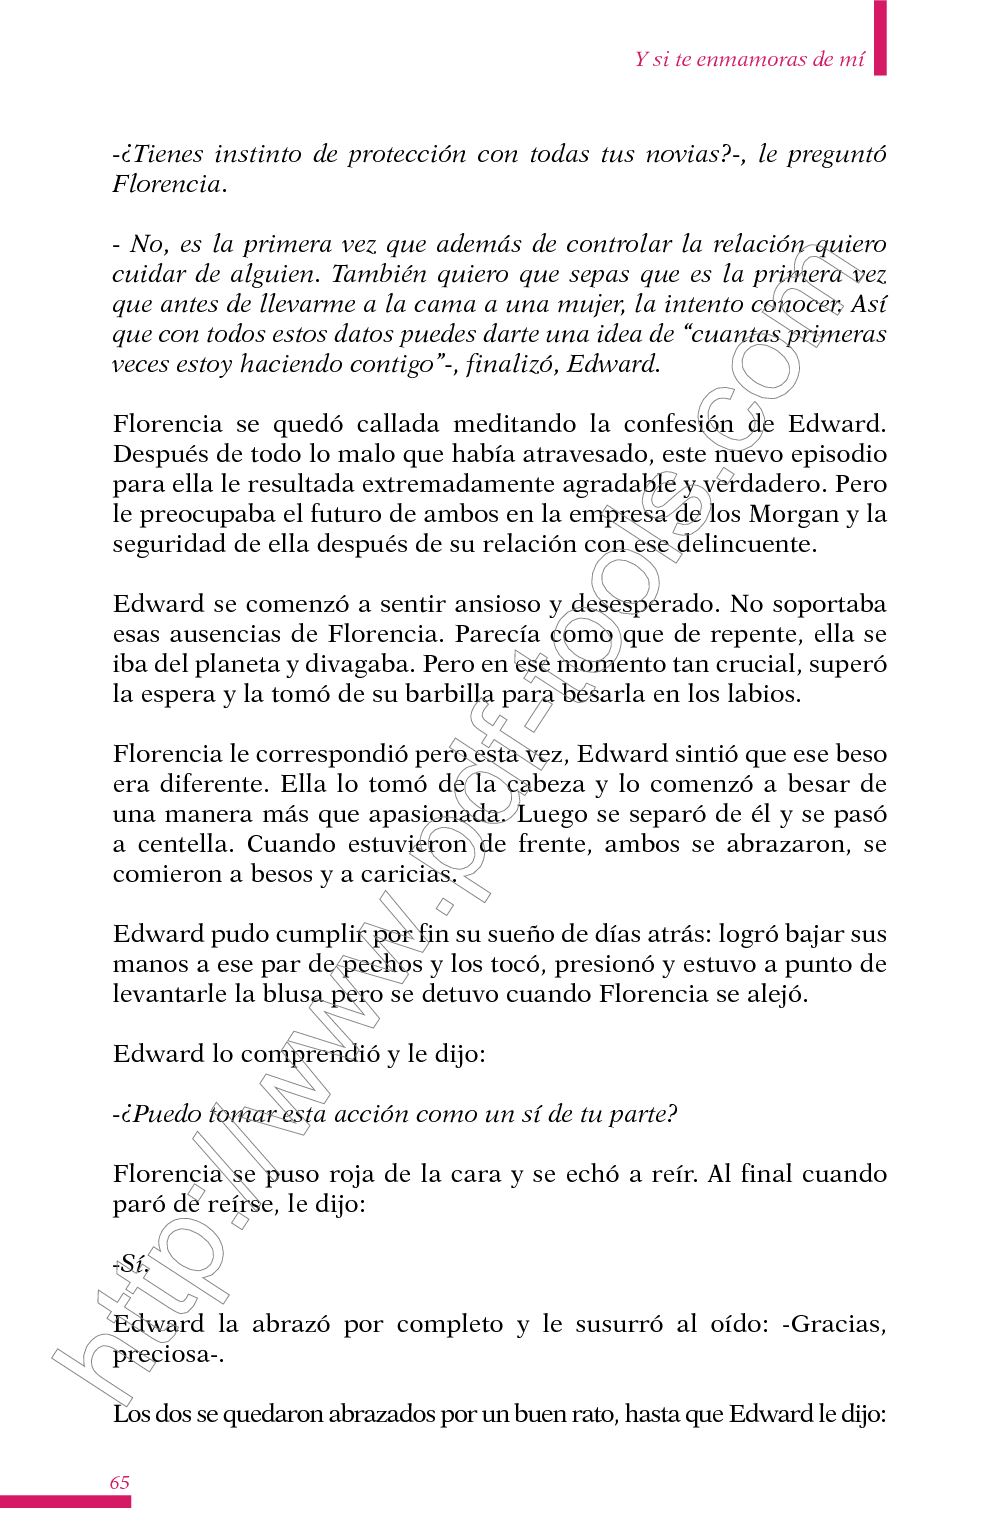 Y si te enmamoras de mí
-¿Tienes instinto de protección con todas tus novias?-, le preguntó
Florencia.
- No, es la primera vez que además de controlar la relación quiero
cuidar de alguien. También quiero que sepas que es la primera vez
que antes de llevarme a la cama a una mujer, la intento conocer. Así
que con todos estos datos puedes darte una idea de “cuantas primeras
veces estoy haciendo contigo”-, finalizó, Edward.
Florencia se quedó callada meditando la confesión de Edward.
Después de todo lo malo que había atravesado, este nuevo episodio
para ella le resultada extremadamente agradable y verdadero. Pero
le preocupaba el futuro de ambos en la empresa de los Morgan y la
seguridad de ella después de su relación con ese delincuente.
Edward se comenzó a sentir ansioso y desesperado. No soportaba
esas ausencias de Florencia. Parecía como que de repente, ella se
iba del planeta y divagaba. Pero en ese momento tan crucial, superó
la espera y la tomó de su barbilla para besarla en los labios.
Florencia le correspondió pero esta vez, Edward sintió que ese beso
era diferente. Ella lo tomó de la cabeza y lo comenzó a besar de
una manera más que apasionada. Luego se separó de él y se pasó
a centella. Cuando estuvieron de frente, ambos se abrazaron, se
comieron a besos y a caricias.
Edward pudo cumplir por fin su sueño de días atrás: logró bajar sus
manos a ese par de pechos y los tocó, presionó y estuvo a punto de
levantarle la blusa pero se detuvo cuando Florencia se alejó.
Edward lo comprendió y le dijo:
-¿Puedo tomar esta acción como un sí de tu parte?
Florencia se puso roja de la cara y se echó a reír. Al final cuando
paró de reírse, le dijo:
-Sí.
Edward la abrazó por completo y le susurró al oído: -Gracias,
preciosa-.
Los dos se quedaron abrazados por un buen rato, hasta que Edward le dijo:
65
http://www.pdf-tools.com